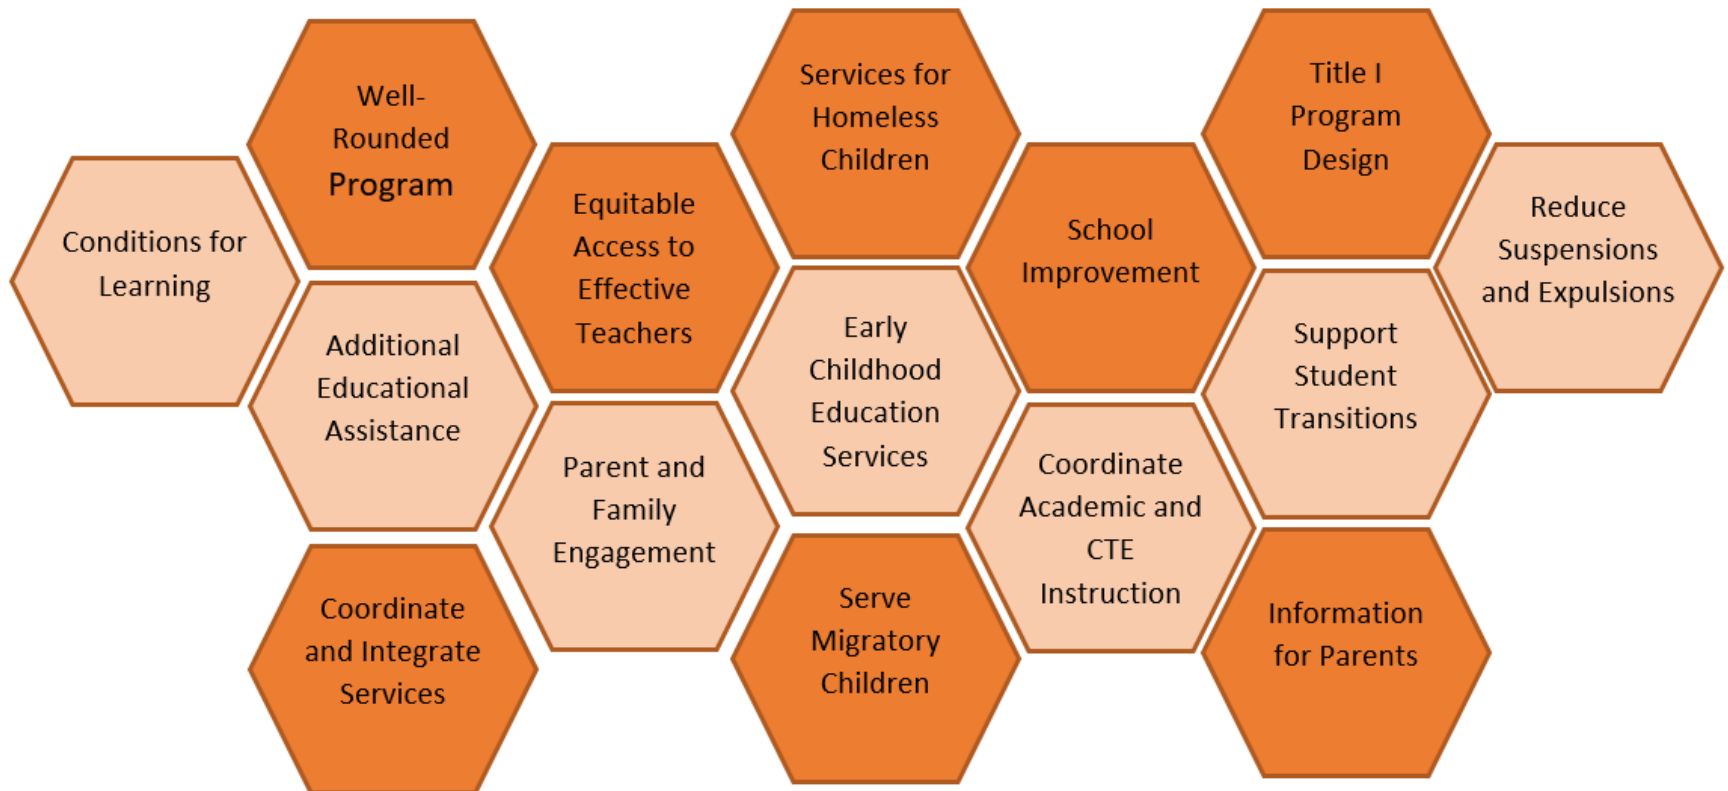 Well-
Rounded
Program
Services for
Homeless
Children
Title I
Program
Design
Conditions for
Learning
Equitable
Access to
Effective
Teachers
School
Improvement
Reduce
Suspensions
and Expulsions
Additional
Educational
Assistance
Early
Childhood
Education
Services
Support
Student
Transitions
Parent and
Family
Engagement
Coordinate
Academic and
CTE
Instruction
Coordinate
and Integrate
Services
Serve
Migratory
Children
Information
for Parents